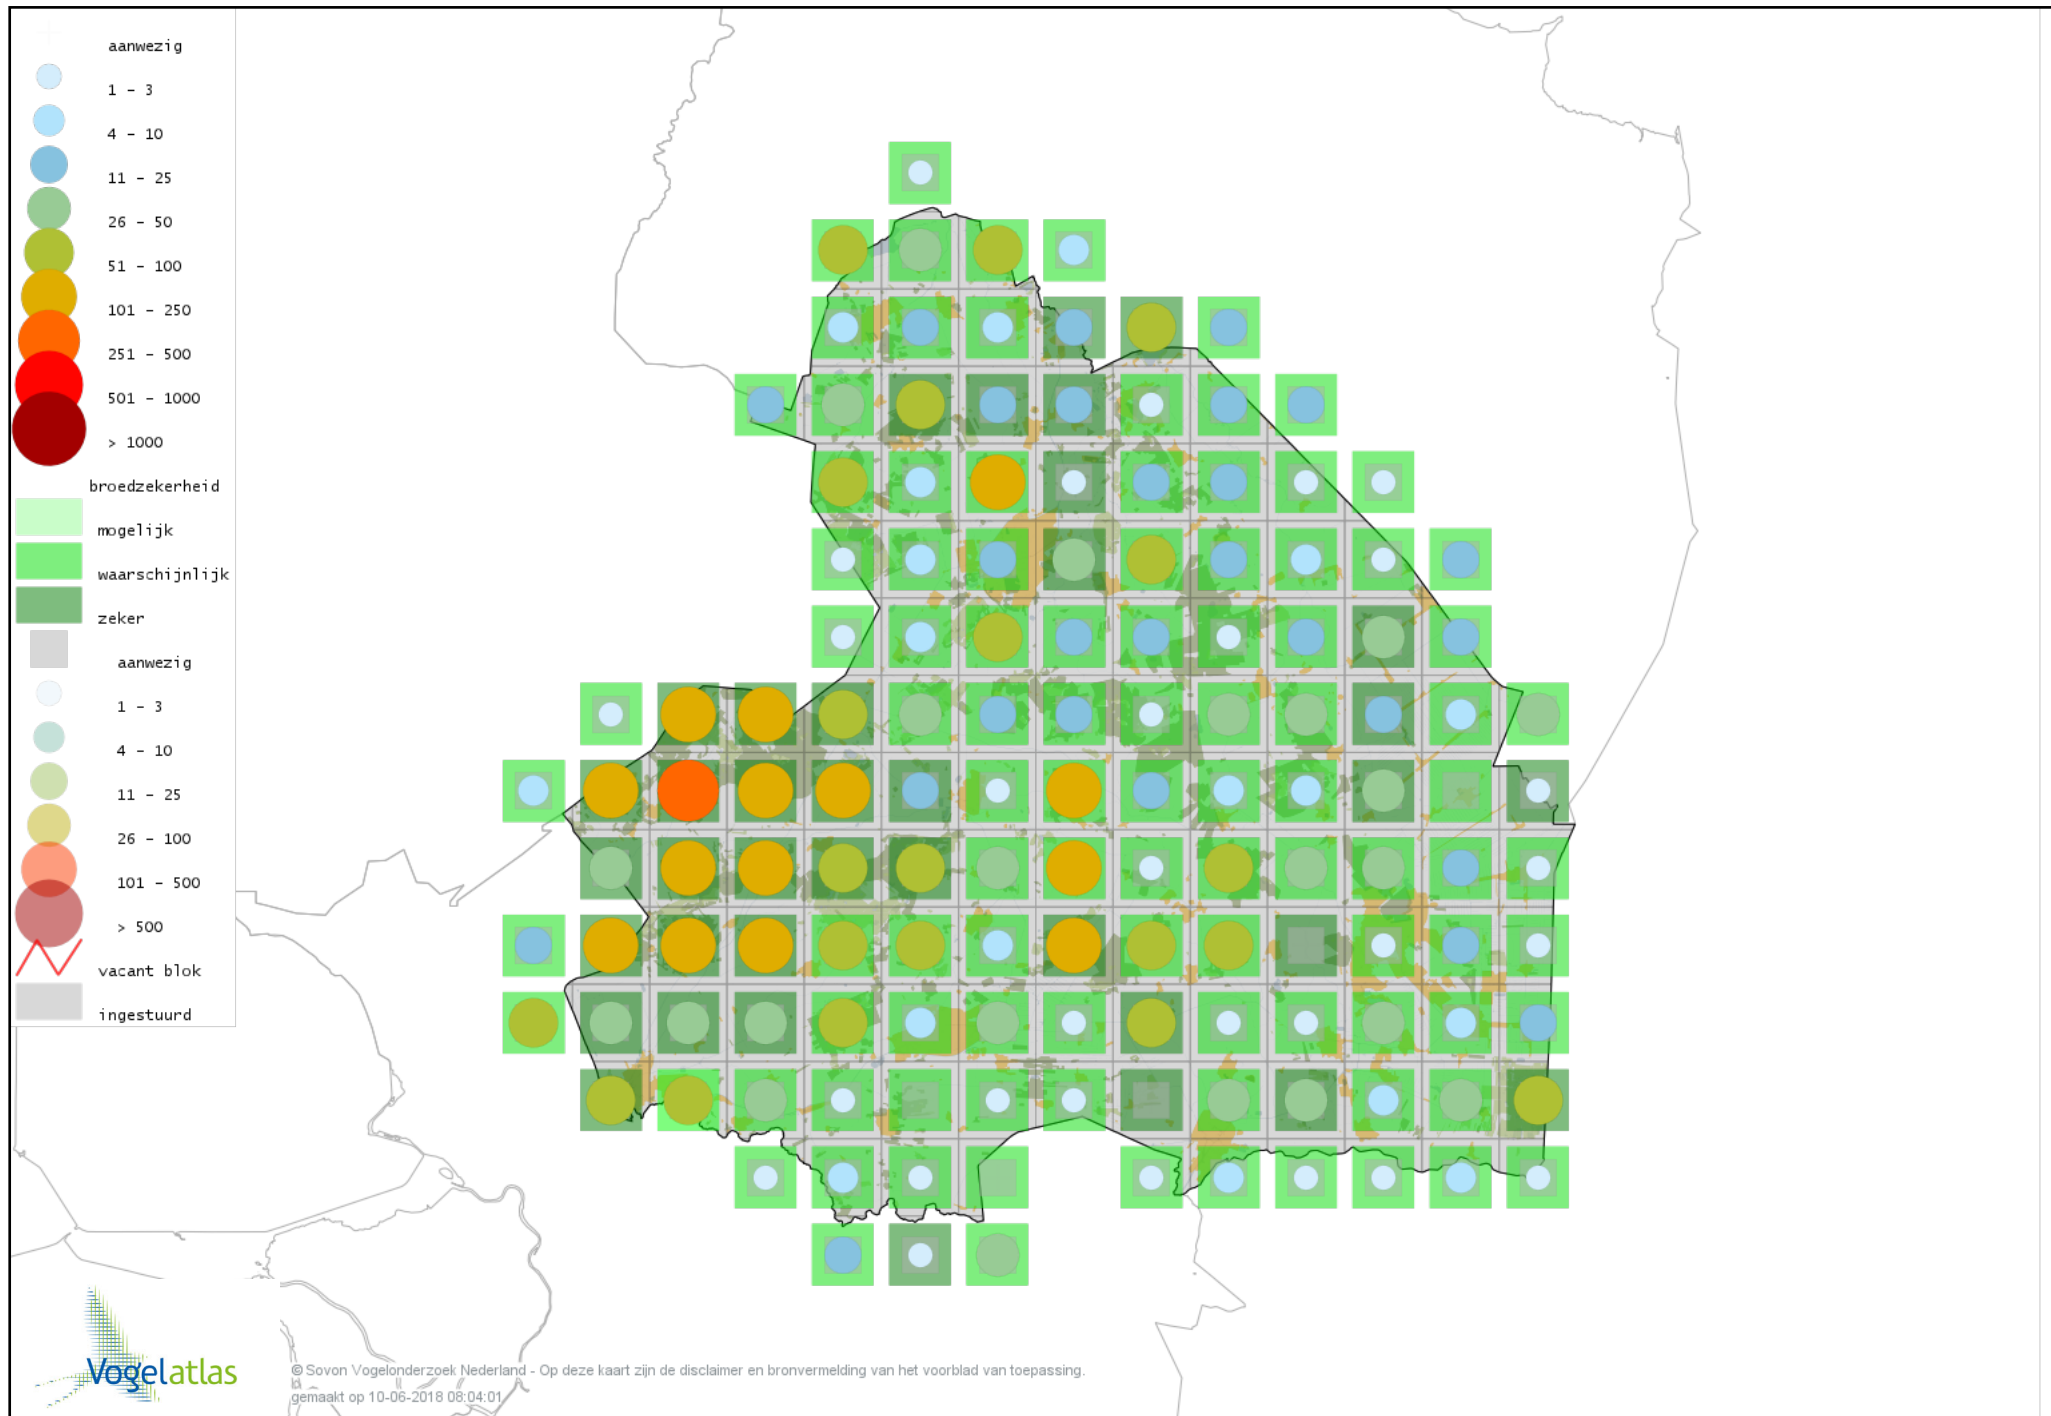 aanwezig
1 - 3
4 - 10
11 - 25
26 - 50
51 - 100
101 - 250
251 - 500
501 - 1000
> 1000
broedzekerheid
mogelijk
waarschijnlijk
zeker
aanwezig
1 - 3
4 - 10
11 - 25
26 - 100
101 - 500
> 500
vacant blok
ingestuurd
Vogelatlas
© Sovon Vogelonderzoek Nederland - Op deze kaart zijn de disclaimer en bronvermelding van het voorblad van toepassing.
gemaakt op 10-06-2018 08:04:01